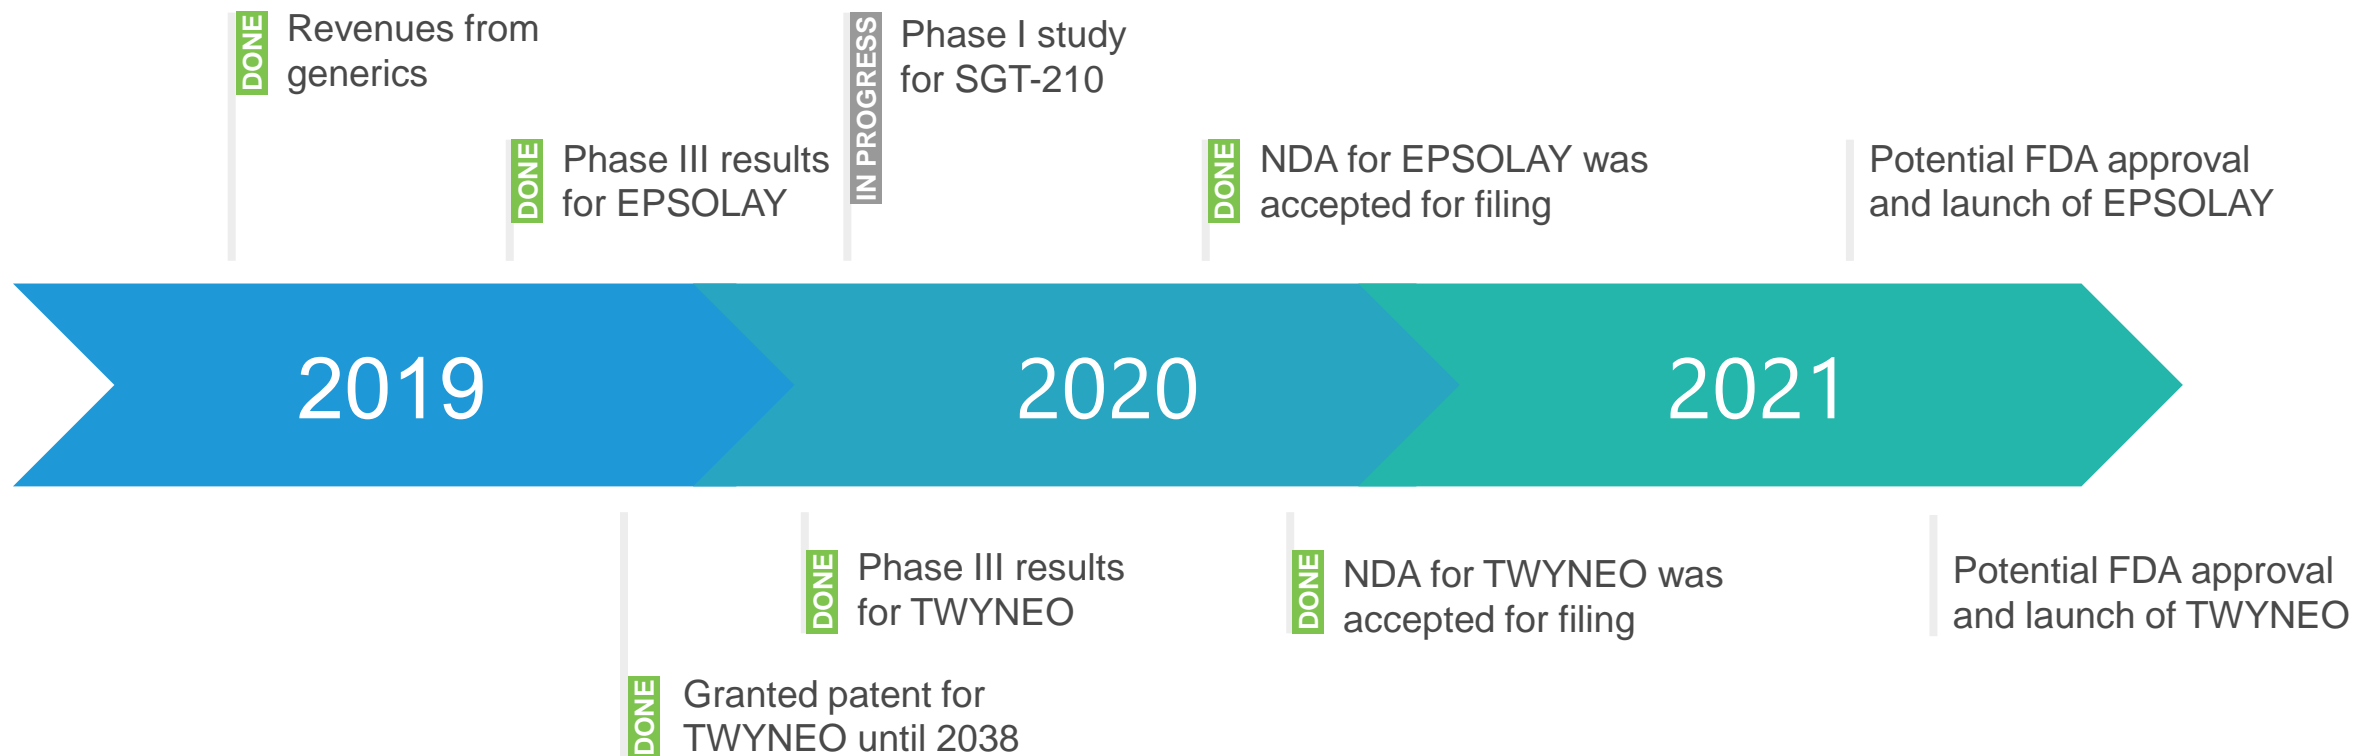 DONE
Revenues from
generics
DONE
Phase III results
for EPSOLAY
IN PROGRESS
Phase I study
for SGT-210
DONE
NDA for EPSOLAY was
accepted for filing
Potential FDA approval
and launch of EPSOLAY
2019
2020
2021
DONE
Granted patent for
TWYNEO until 2038
DONE
Phase III results
for TWYNEO
DONE
NDA for TWYNEO was
accepted for filing
Potential FDA approval
and launch of TWYNEO